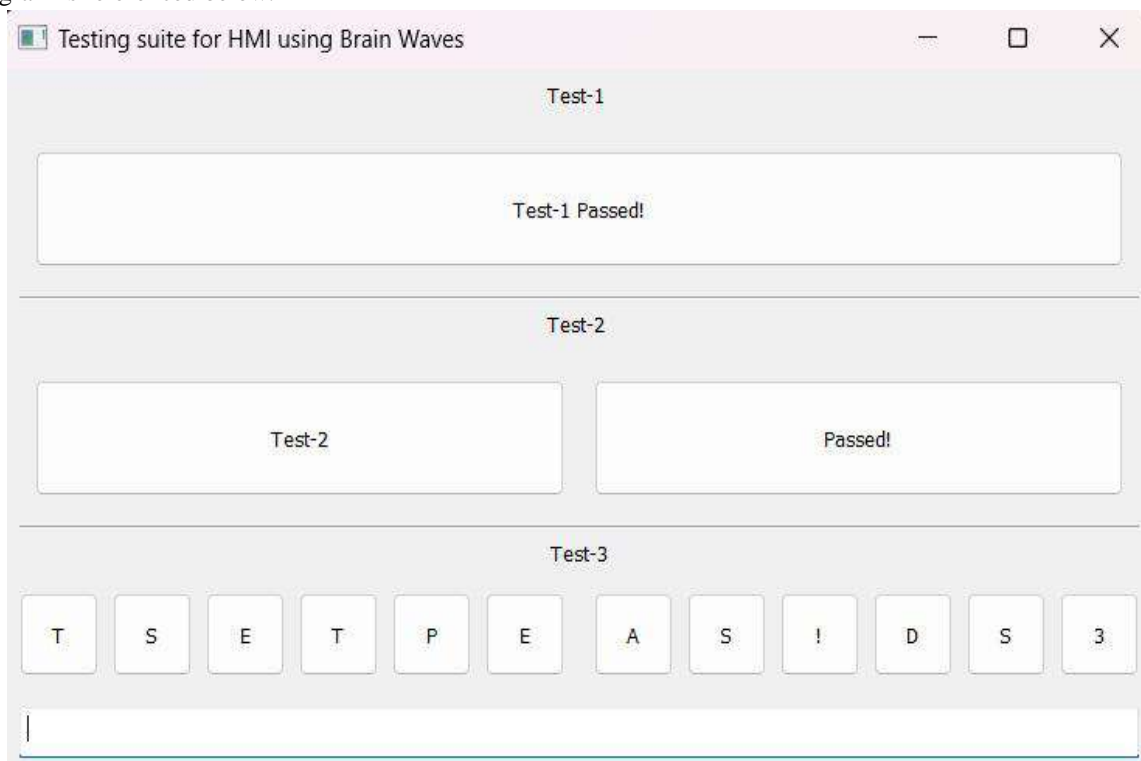 Testing suite for HMI using Brain Waves
Test-1
Test-1 Passed!
Test-2
Test-2 Passed!
Test-3
T S E T P E A S ! D S 3